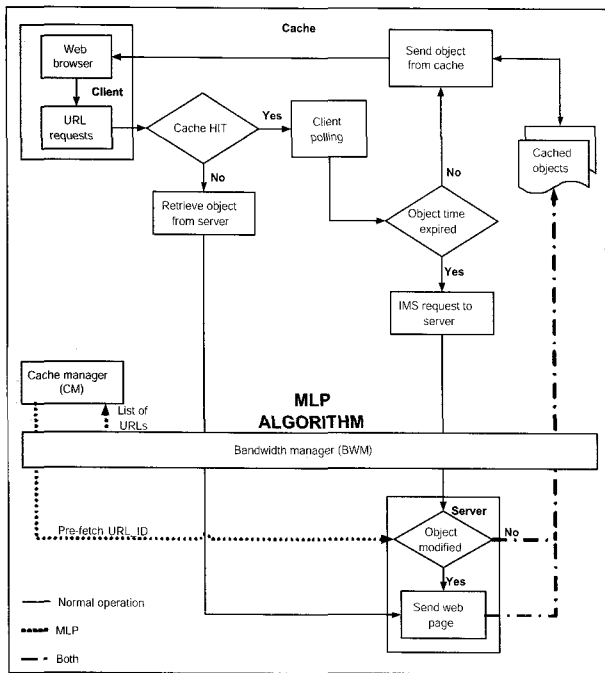 Cache
Web
browser
Client
URL
requests
Cache HIT
Yes
Client
polling
Send object
from cache
No
Cached
objects
No
Retrieve object
from server
Object time
expired
Yes
IMS request to
server
Cache manager
(CM)
List of
URLs
MLP
ALGORITHM
Bandwidth manager (BWM)
Server
Pre-fetch URL_ID
Object
modified
No
Yes
Send web
page
Normal operation
MLP
Both